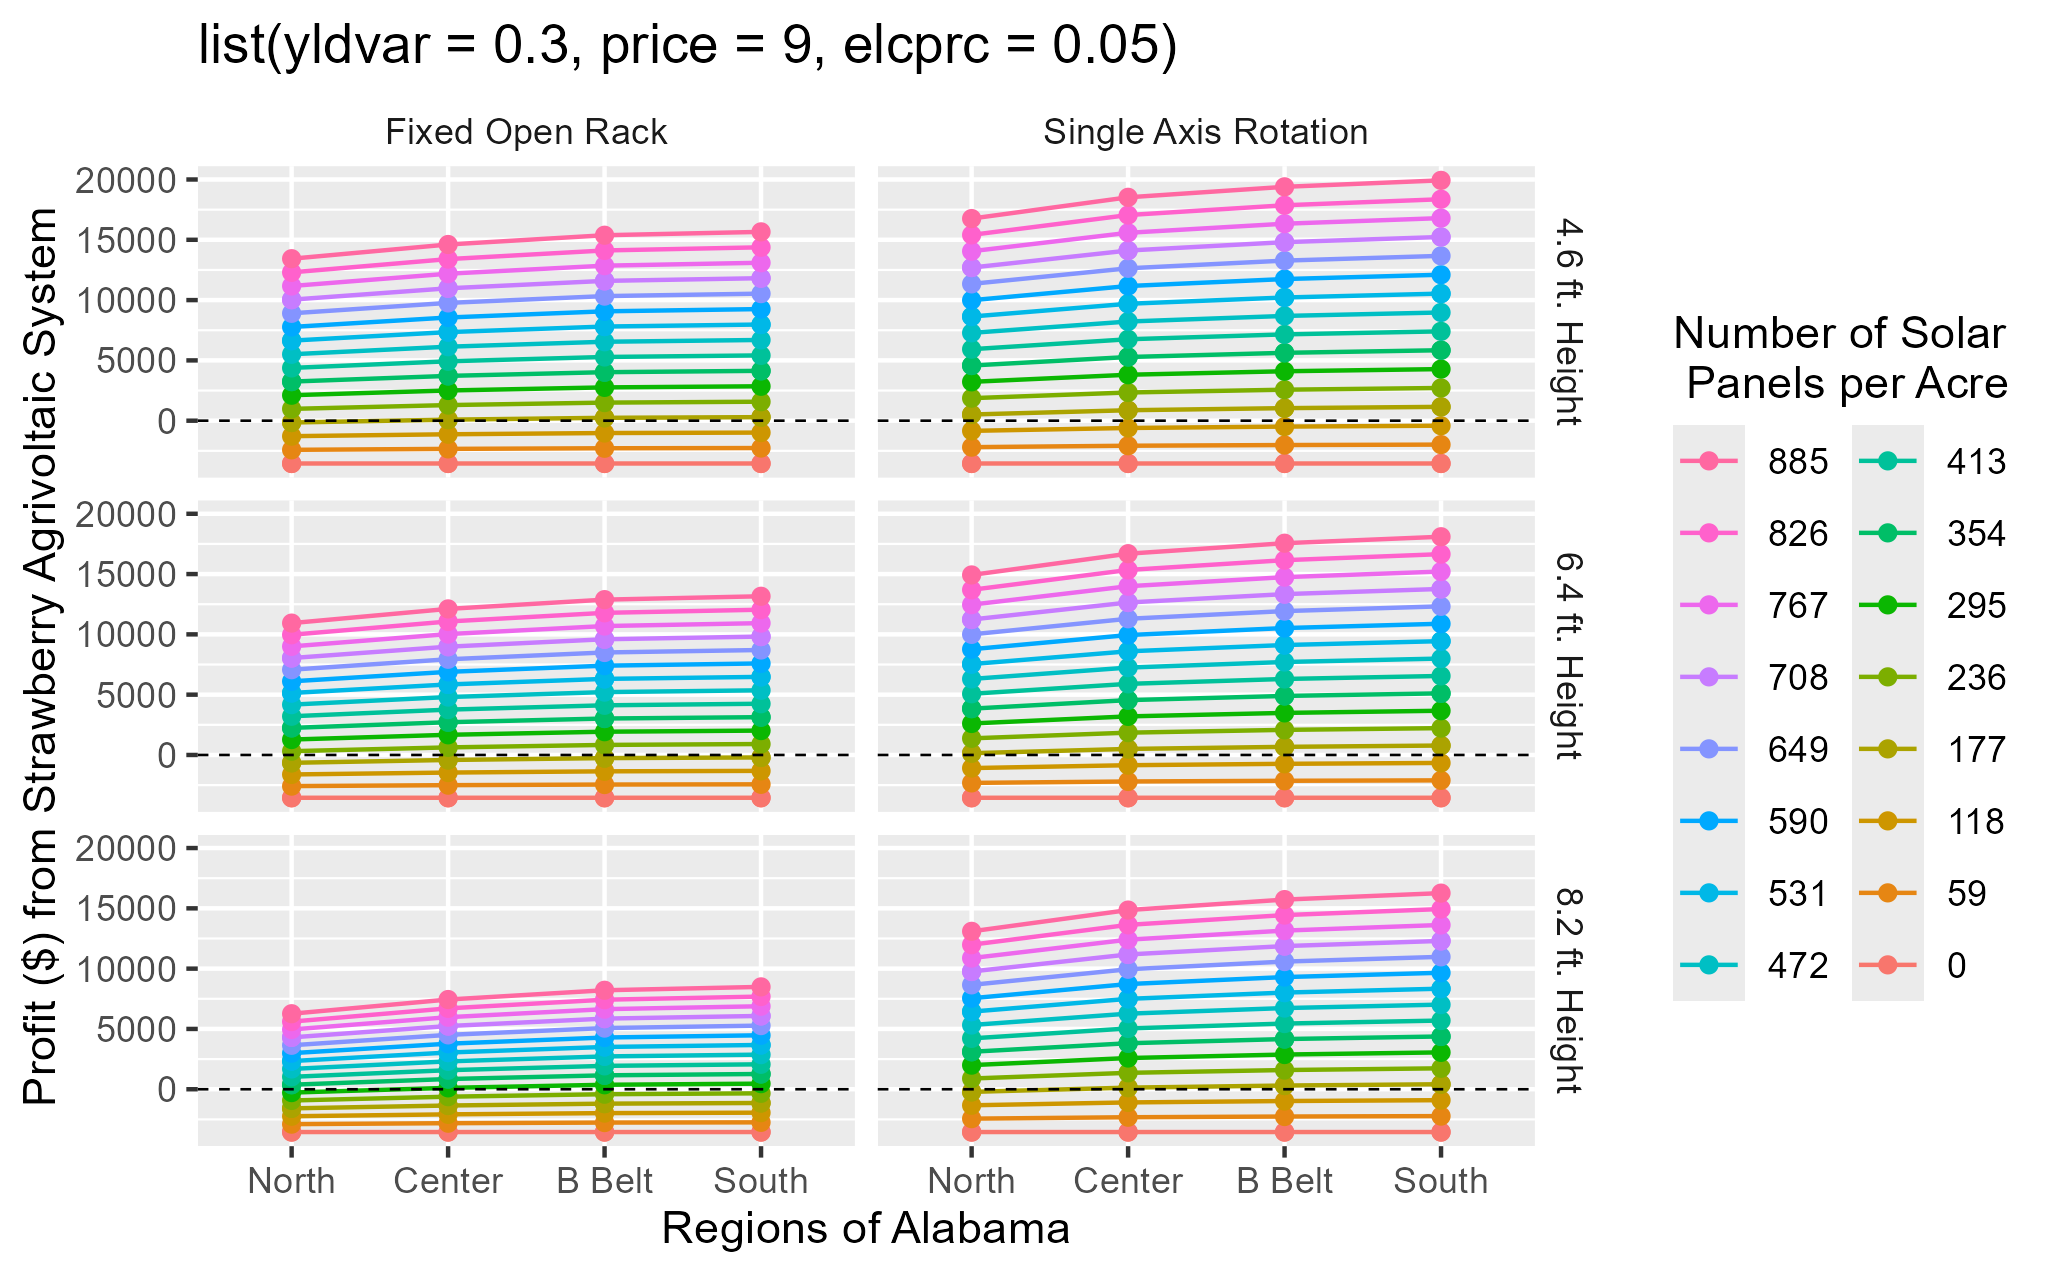 list(yldvar = 0.3, price = 9, elcprc = 0.05)
Fixed Open Rack
Single Axis Rotation
Profit ($) from Strawberry Agrivoltaic System
20000
15000
10000
5000
0
4.6 ft. Height
20000
15000
10000
5000
0
6.4 ft. Height
20000
15000
10000
5000
0
8.2 ft. Height
North Center B Belt South
North Center B Belt South
Regions of Alabama
Number of Solar
Panels per Acre
885 413
826 354
767 295
708 236
649 177
590 118
531 59
472 0